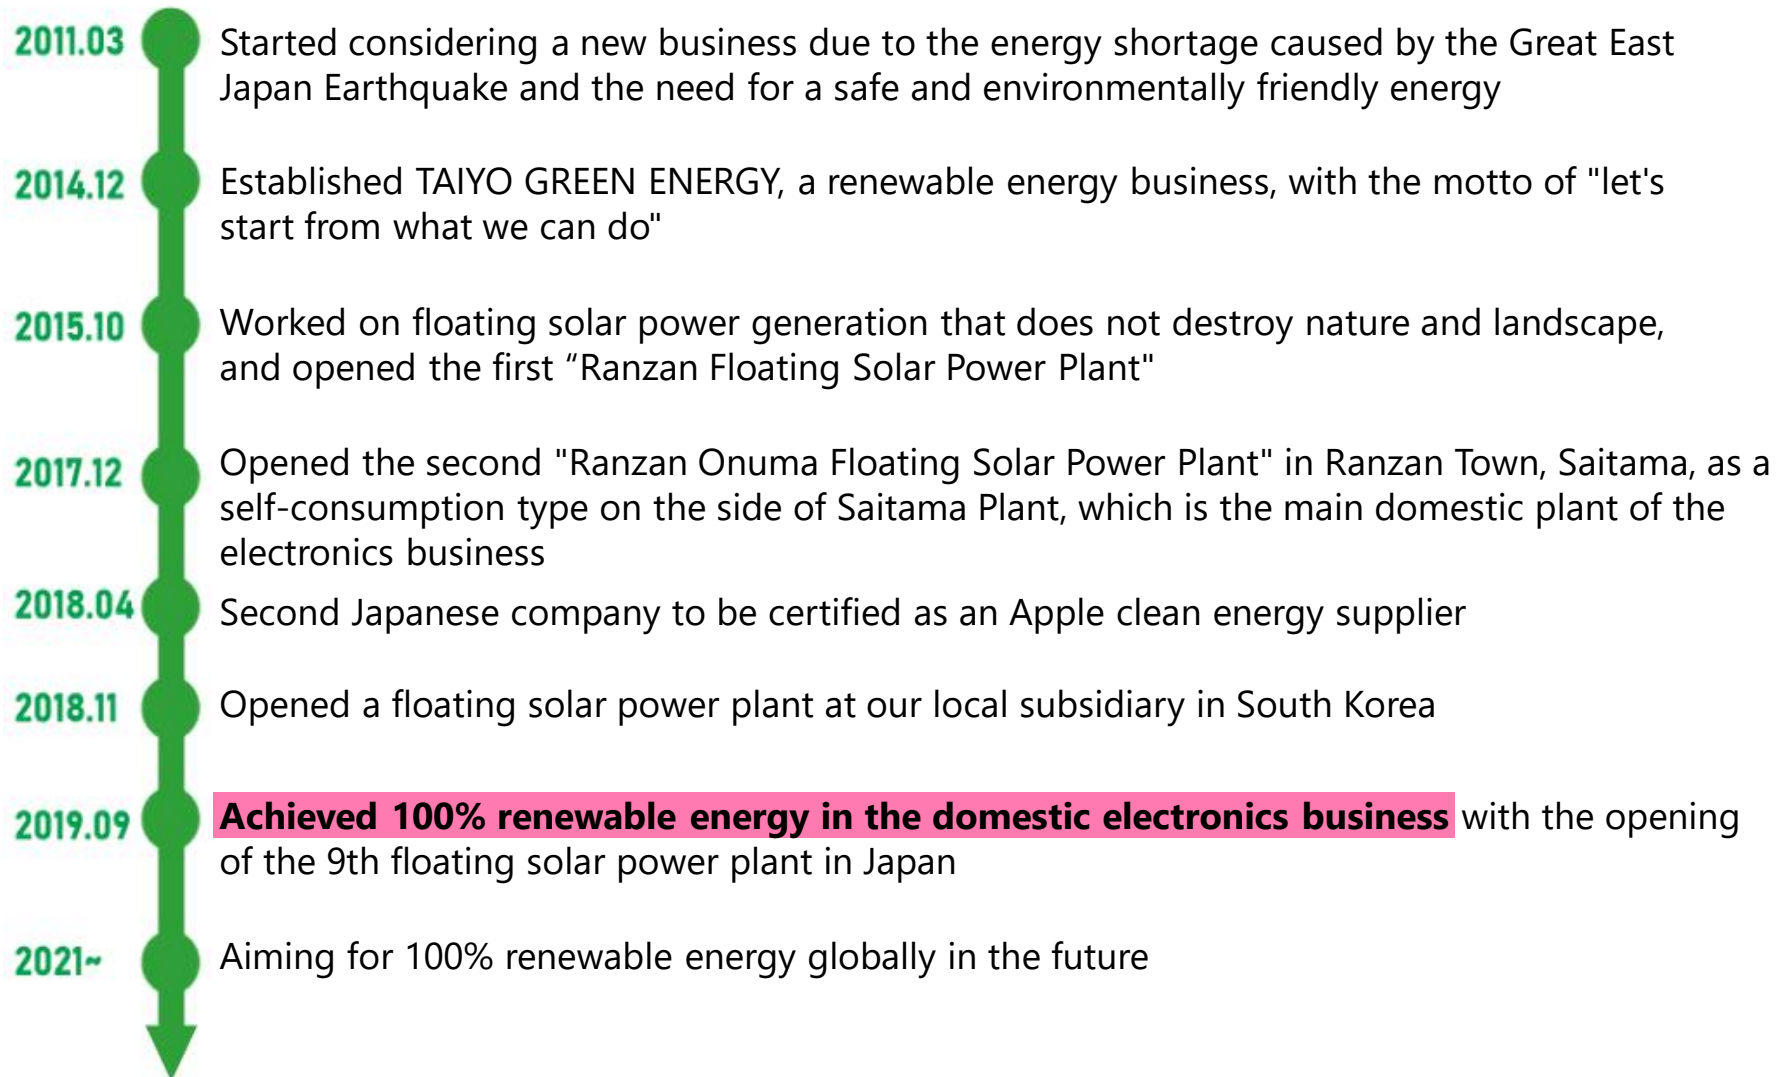 2011.03
Started considering a new business due to the energy shortage caused by the Great East
Japan Earthquake and the need for a safe and environmentally friendly energy
2014.12
Established TAIYO GREEN ENERGY, a renewable energy business, with the motto of "let's
start from what we can do"
2015.10
Worked on floating solar power generation that does not destroy nature and landscape,
and opened the first “Ranzan Floating Solar Power Plant"
2017.12
Opened the second "Ranzan Onuma Floating Solar Power Plant" in Ranzan Town, Saitama, as a
self-consumption type on the side of Saitama Plant, which is the main domestic plant of the
electronics business
2018.04
Second Japanese company to be certified as an Apple clean energy supplier
2018.11
Opened a floating solar power plant at our local subsidiary in South Korea
2019.09
Achieved 100% renewable energy in the domestic electronics business with the opening
of the 9th floating solar power plant in Japan
2021~
Aiming for 100% renewable energy globally in the future